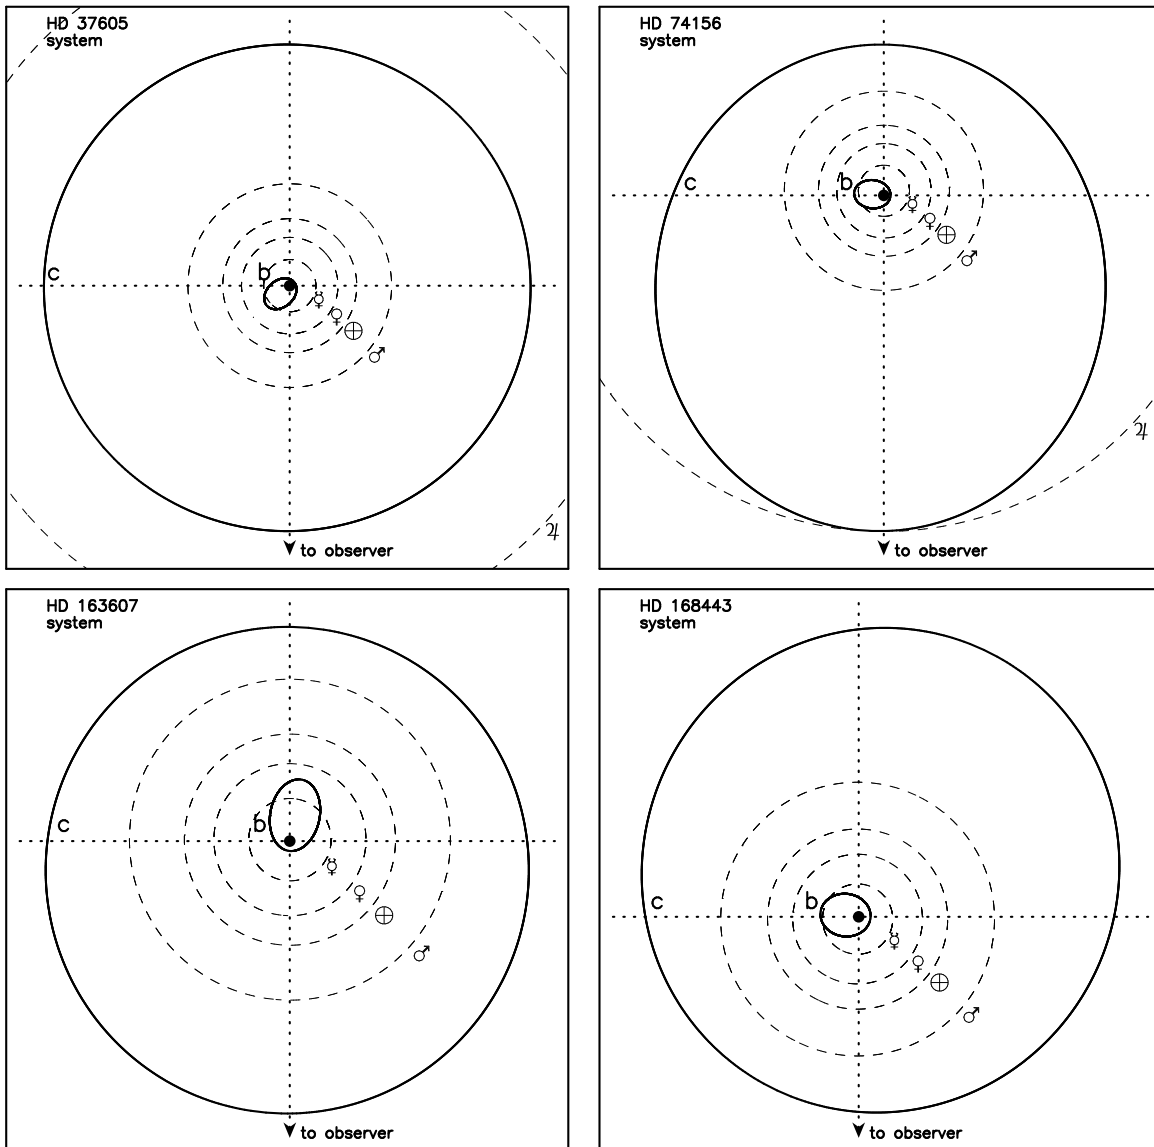 HD 37605
system
b
c
☿
♀
⊕
♂
♃
to observer
HD 74156
system
b
c
☿
♀
⊕
♂
♃
to observer
HD 163607
system
b
c
☿
♀
⊕
♂
to observer
HD 168443
system
b
c
☿
♀
⊕
♂
to observer